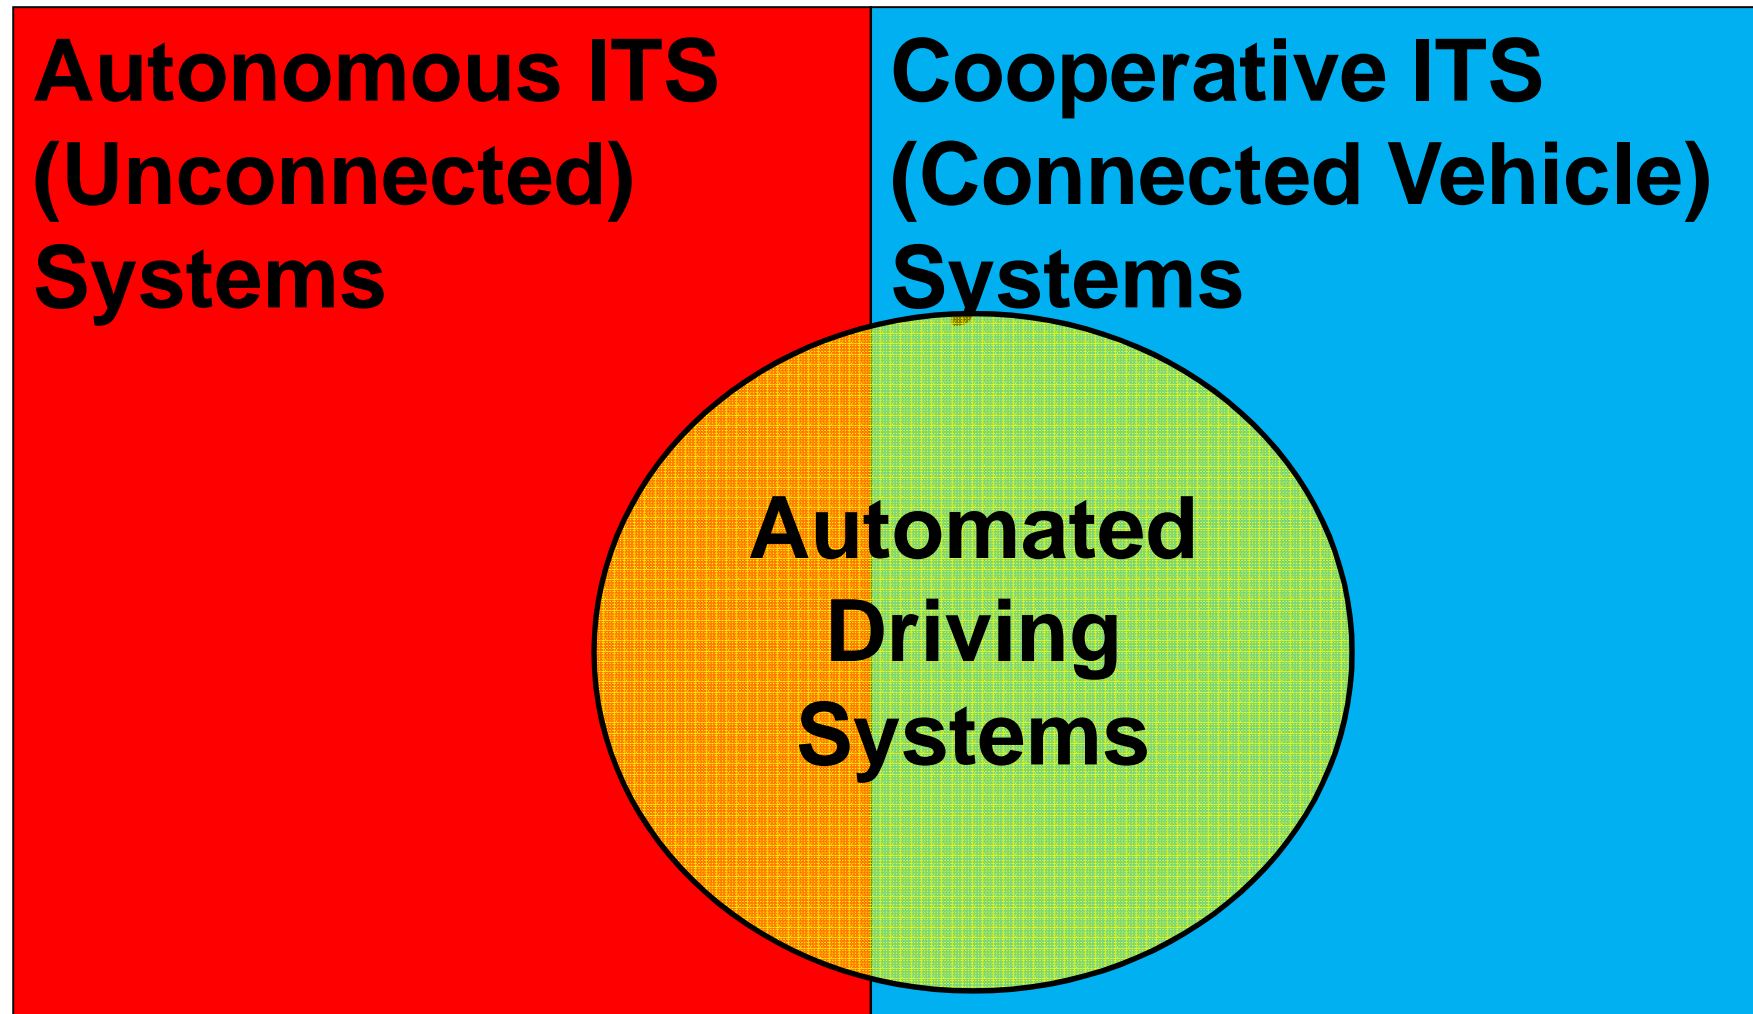 Autonomous ITS
(Unconnected)
Systems
Cooperative ITS
(Connected Vehicle)
Systems
Automated
Driving
Systems